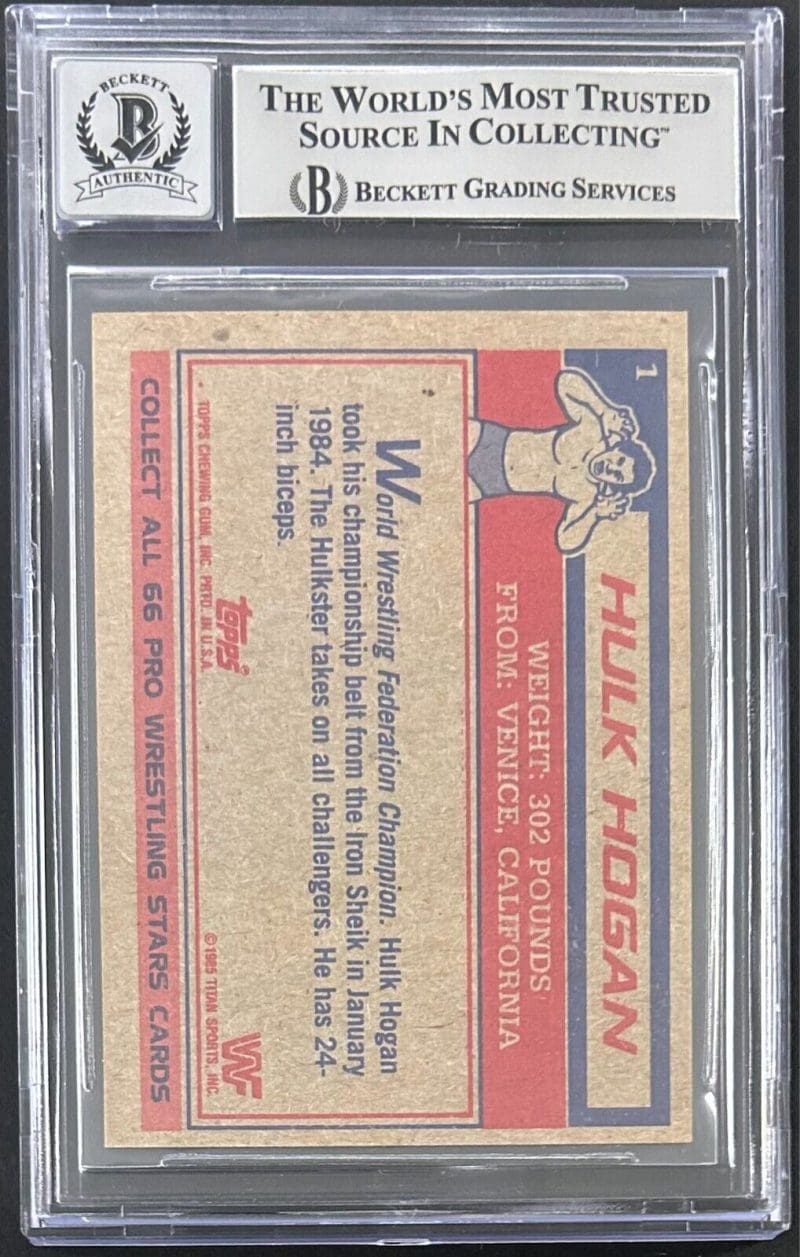 BECKETT
B
AUTHENTIC
THE WORLD'S MOST TRUSTED
SOURCE IN COLLECTING™
B BECKETT GRADING SERVICES
1
HULK HOGAN
WEIGHT: 302 POUNDS
FROM: VENICE, CALIFORNIA
World Wrestling Federation Champion. Hulk Hogan
took his championship belt from the Iron Sheik in January
1984. The Hulkster takes on all challengers. He has 24-
inch biceps.
topps®
W F
TOPPS CHEWING GUM, INC. PRTD. IN U.S.A.
©1985 TITAN SPORTS, INC.
COLLECT ALL 66 PRO WRESTLING STARS CARDS